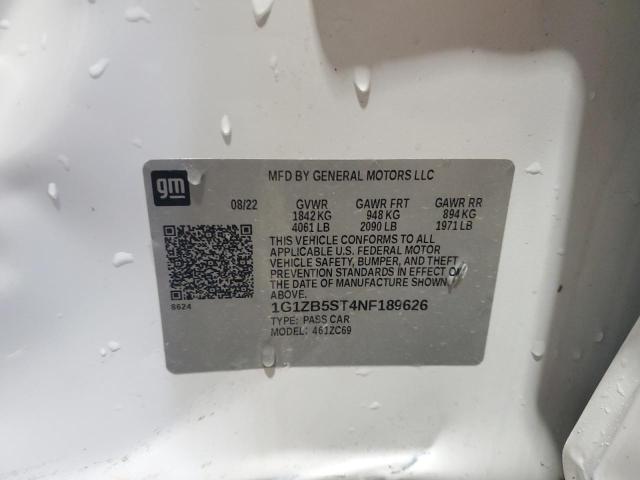 gm
MFD BY GENERAL MOTORS LLC
08/22 GVWR GAWR FRT GAWR RR
1842 KG 948 KG 894 KG
4061 LB 2090 LB 1971 LB
THIS VEHICLE CONFORMS TO ALL
APPLICABLE U.S. FEDERAL MOTOR
VEHICLE SAFETY, BUMPER, AND THEFT
PREVENTION STANDARDS IN EFFECT ON
THE DATE OF MANUFACTURE SHOWN
ABOVE.
8624
1G1ZB5ST4NF189626
TYPE: PASS CAR
MODEL: 461ZC69